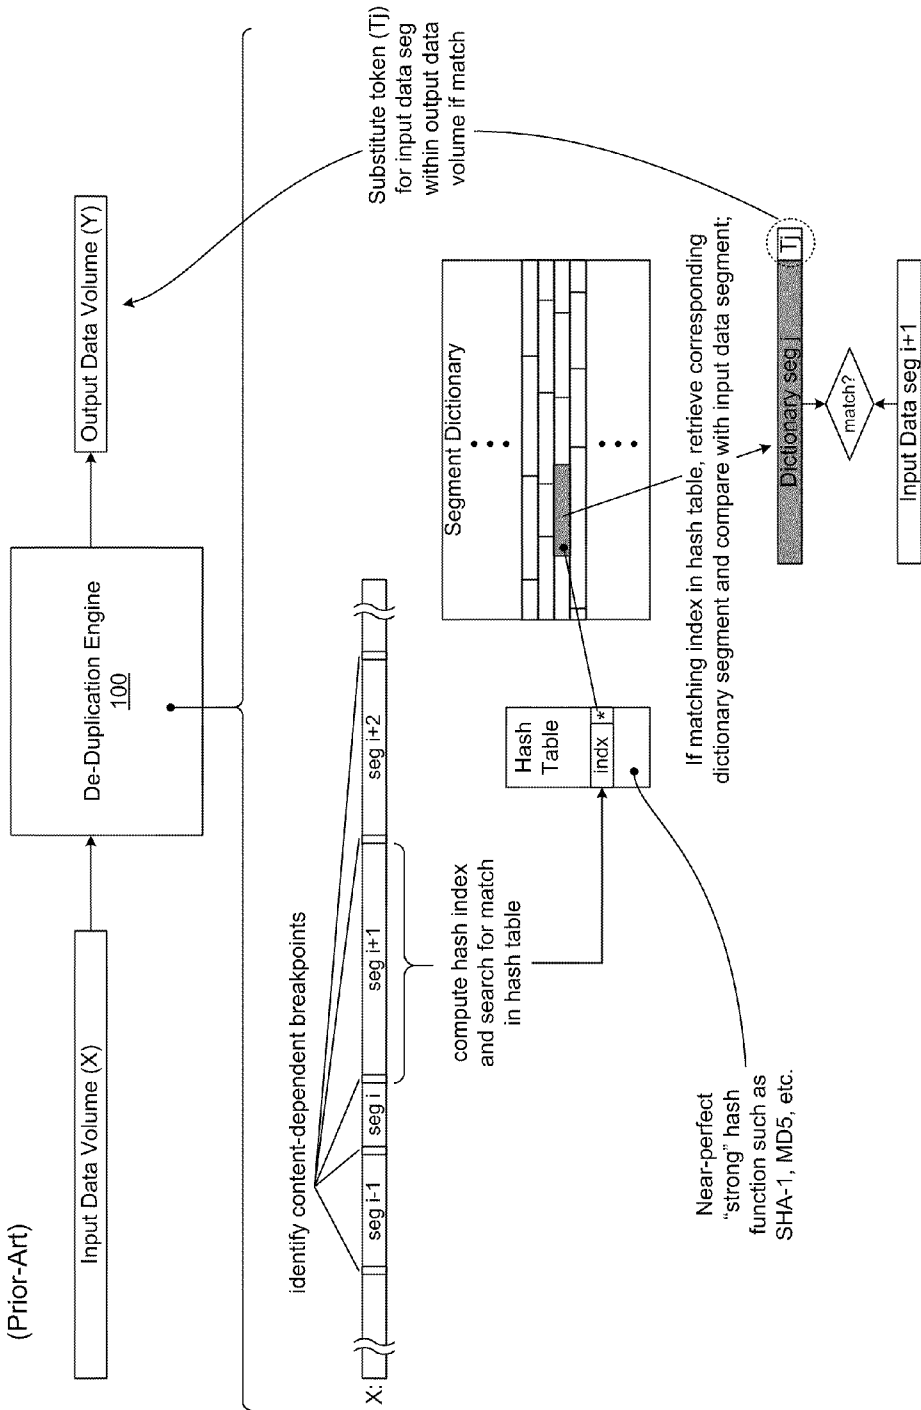 (Prior-Art)
Input Data Volume (X)
De-Duplication Engine
100
Output Data Volume (Y)
identify content-dependent breakpoints
X:
seg i-1
seg i
seg i+1
seg i+2
compute hash index
and search for match
in hash table
Near-perfect
“strong” hash
function such as
SHA-1, MD5, etc.
Hash
Table
indx
*
Segment Dictionary
Substitute token (Tj)
for input data seg
within output data
volume if match
If matching index in hash table, retrieve corresponding
dictionary segment and compare with input data segment;
Dictionary seg j
Tj
match?
Input Data seg i+1